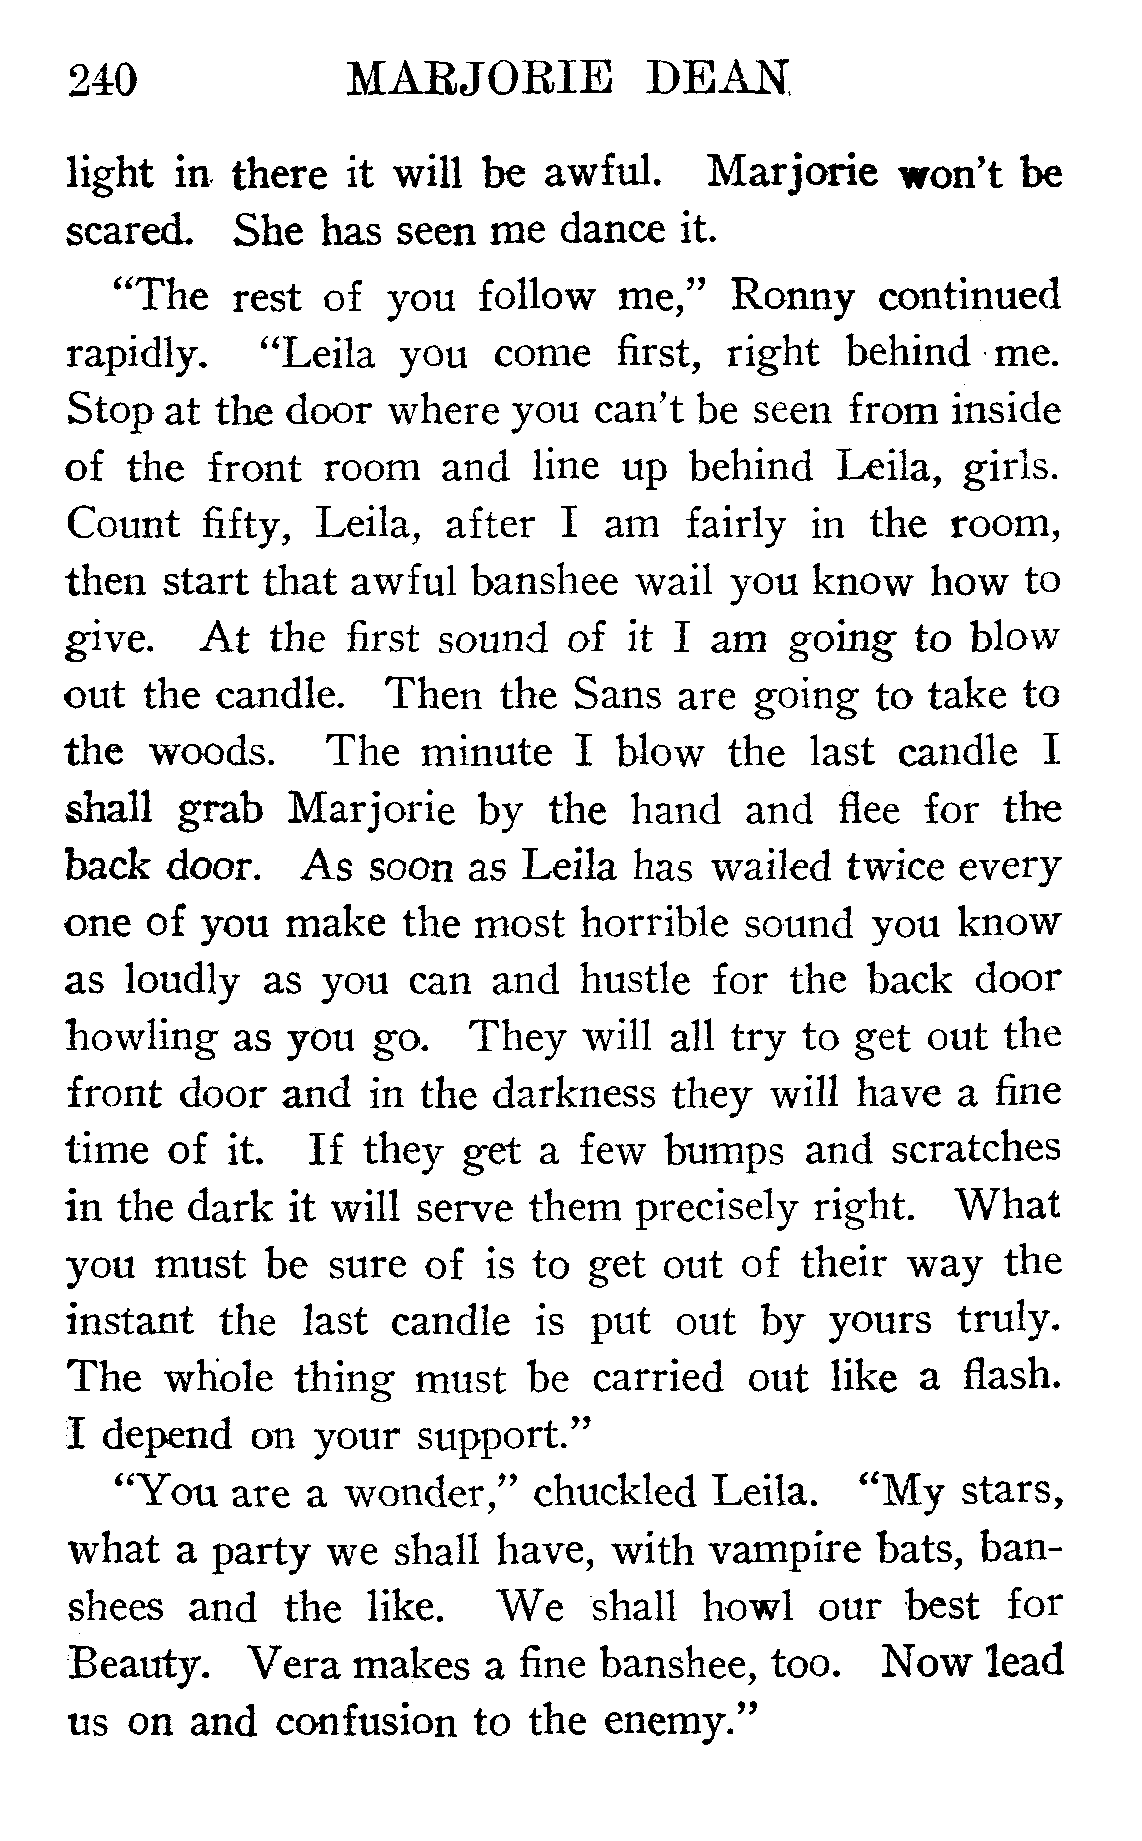 240 MARJORIE DEAN
light in there it will be awful. Marjorie won't be
scared. She has seen me dance it.
"The rest of you follow me," Ronny continued
rapidly. "Leila you come first, right behind me.
Stop at the door where you can't be seen from inside
of the front room and line up behind Leila, girls.
Count fifty, Leila, after I am fairly in the room,
then start that awful banshee wail you know how to
give. At the first sound of it I am going to blow
out the candle. Then the Sans are going to take to
the woods. The minute I blow the last candle I
shall grab Marjorie by the hand and flee for the
back door. As soon as Leila has wailed twice every
one of you make the most horrible sound you know
as loudly as you can and hustle for the back door
howling as you go. They will all try to get out the
front door and in the darkness they will have a fine
time of it. If they get a few bumps and scratches
in the dark it will serve them precisely right. What
you must be sure of is to get out of their way the
instant the last candle is put out by yours truly.
The whole thing must be carried out like a flash.
I depend on your support."
"You are a wonder," chuckled Leila. "My stars,
what a party we shall have, with vampire bats, ban-
shees and the like. We shall howl our best for
Beauty. Vera makes a fine banshee, too. Now lead
us on and confusion to the enemy."